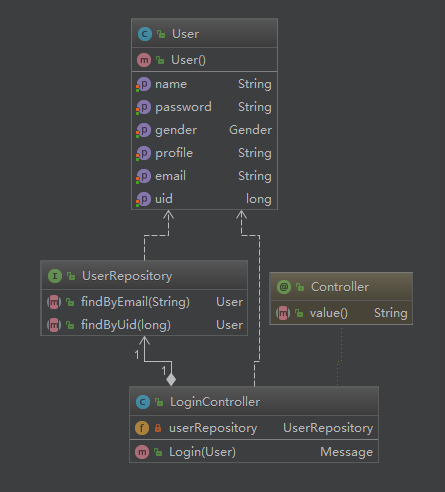 C User
m User()
p name String
p password String
p gender Gender
p profile String
p email String
p uid long
I UserRepository
m findByEmail(String) User
m findByUid(long) User
@ Controller
m value() String
1
1
C LoginController
f userRepository UserRepository
m Login(User) Message